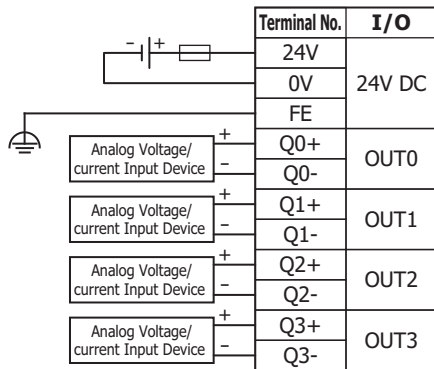 Terminal No. I/O
– + 24V
0V 24V DC
FE
Analog Voltage/
current Input Device
+ Q0+
– Q0-
OUT0
Analog Voltage/
current Input Device
+ Q1+
– Q1-
OUT1
Analog Voltage/
current Input Device
+ Q2+
– Q2-
OUT2
Analog Voltage/
current Input Device
+ Q3+
– Q3-
OUT3